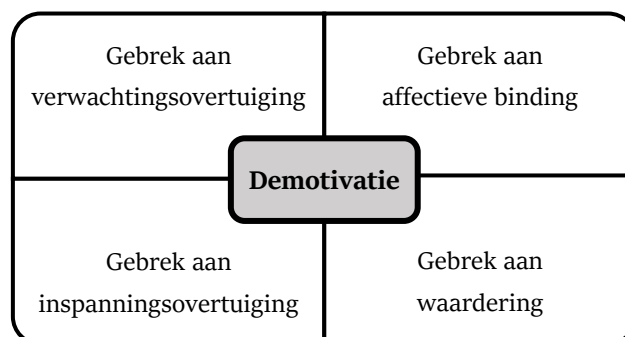 Gebrek aan
verwachtingsovertuiging
Gebrek aan
affectieve binding
Demotivatie
Gebrek aan
inspanningsovertuiging
Gebrek aan
waardering